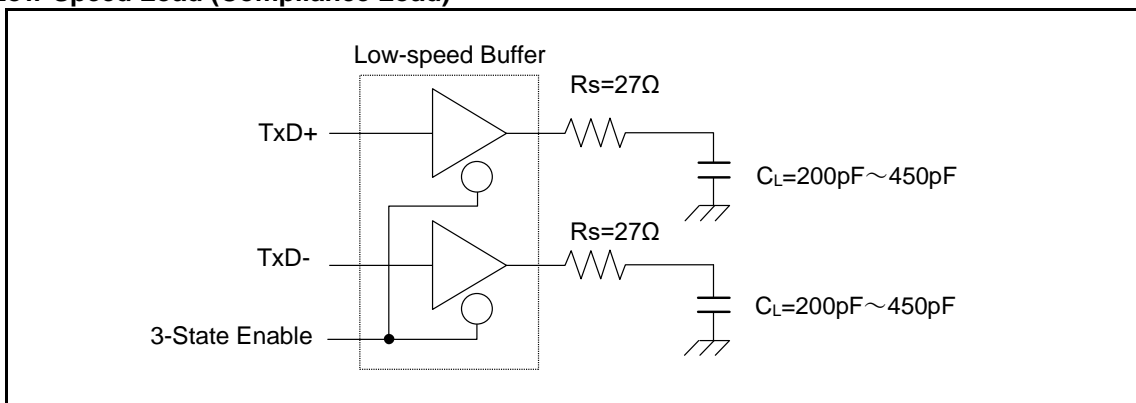 Low-Speed Load (Compliance Load)
Low-speed Buffer
Rs=27Ω
TxD+
CL=200pF～450pF
Rs=27Ω
TxD-
CL=200pF～450pF
3-State Enable